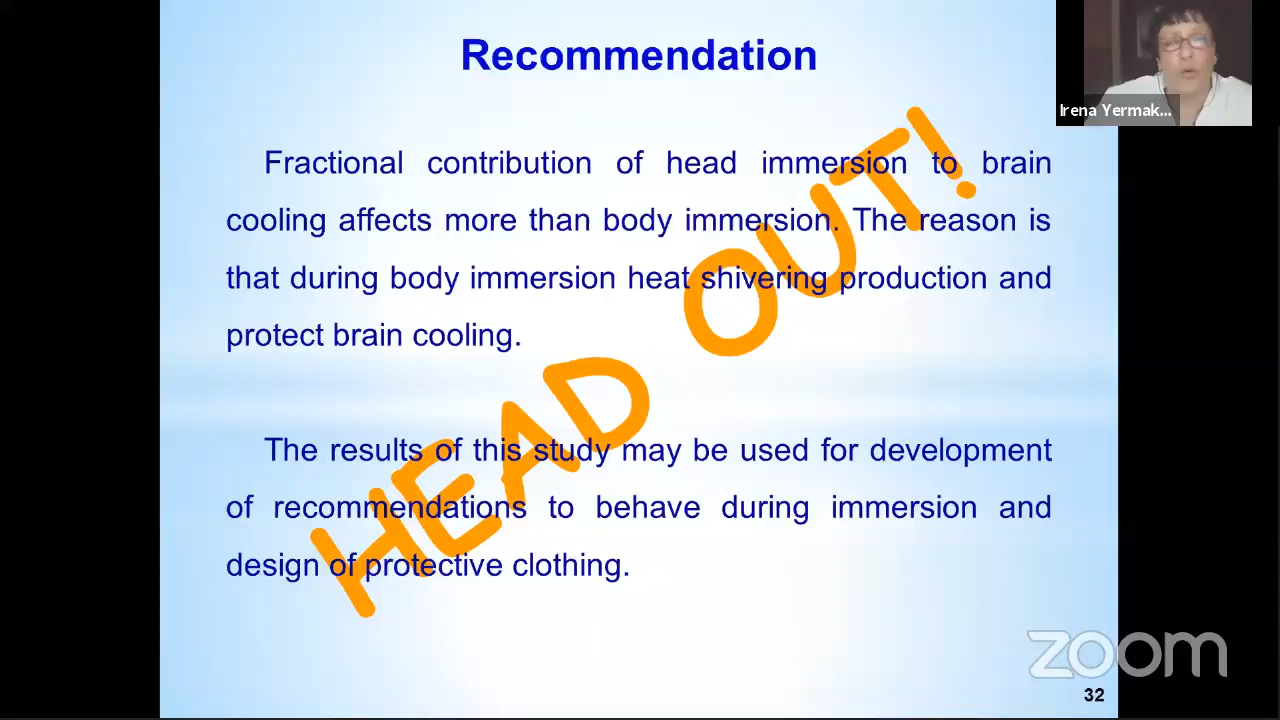 Recommendation
Irena Yermak...
Fractional contribution of head immersion to brain
cooling affects more than body immersion. The reason is
that during body immersion heat shivering production and
protect brain cooling.
HEAD OUT!
The results of this study may be used for development
of recommendations to behave during immersion and
design of protective clothing.
zoom
32